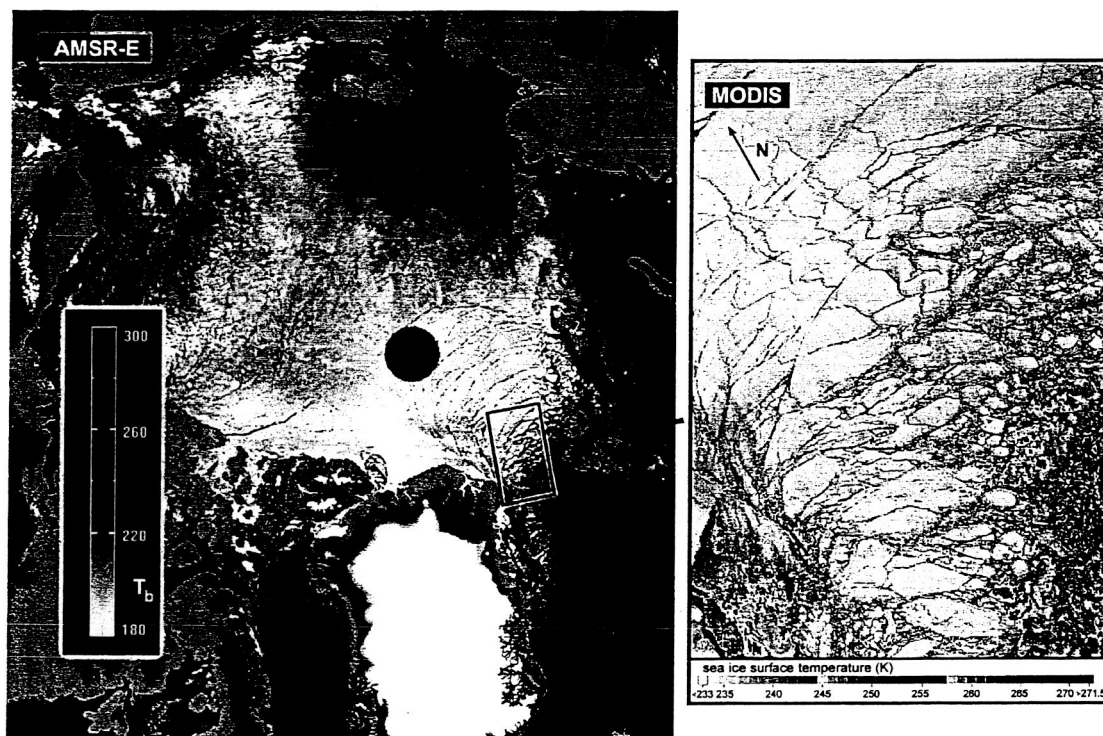 AMSR-E
300
260
220
T_b
180
MODIS
N
sea ice surface temperature (K)
<233 235 240 245 250 255 260 265 270 >271.5